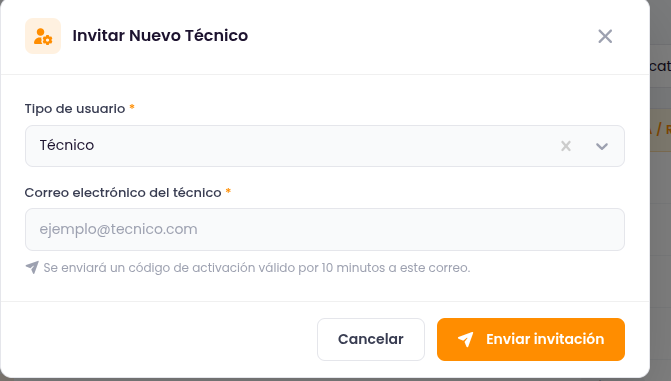 Invitar Nuevo Técnico
Tipo de usuario *
Técnico
Correo electrónico del técnico *
ejemplo@tecnico.com
Se enviará un código de activación válido por 10 minutos a este correo.
Cancelar
Enviar invitación